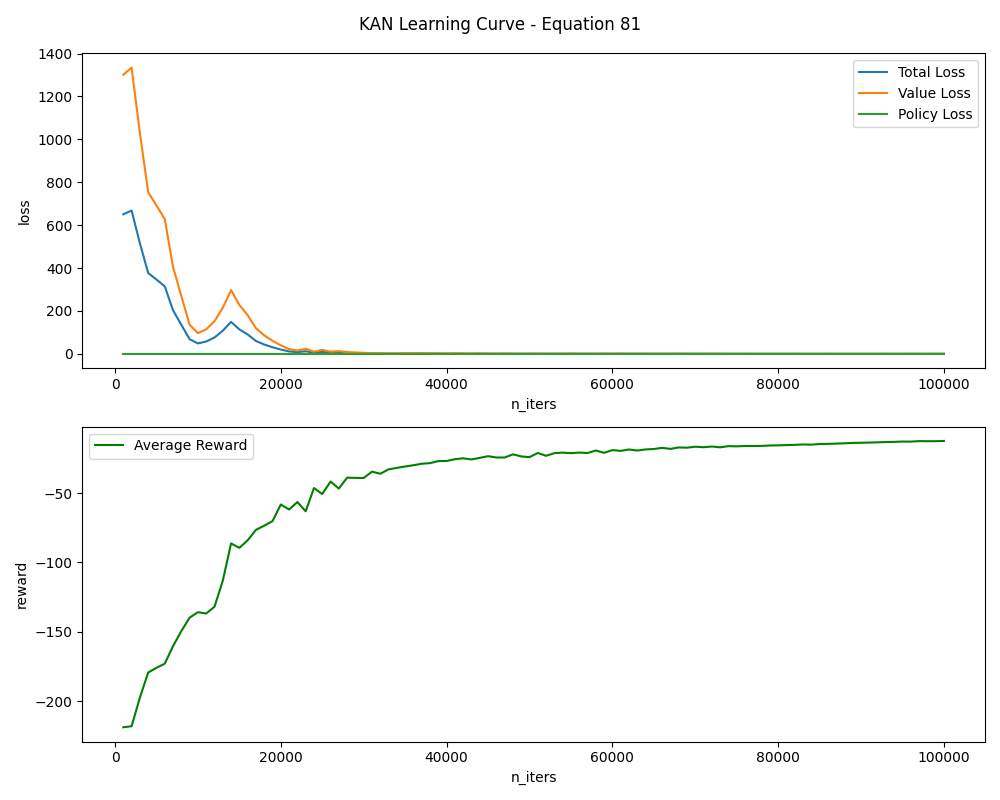 KAN Learning Curve - Equation 81
1400
1200
1000
800
600
400
200
0
loss
Total Loss
Value Loss
Policy Loss
0 20000 40000 60000 80000 100000
n_iters
Average Reward
−50
−100
−150
−200
reward
0 20000 40000 60000 80000 100000
n_iters